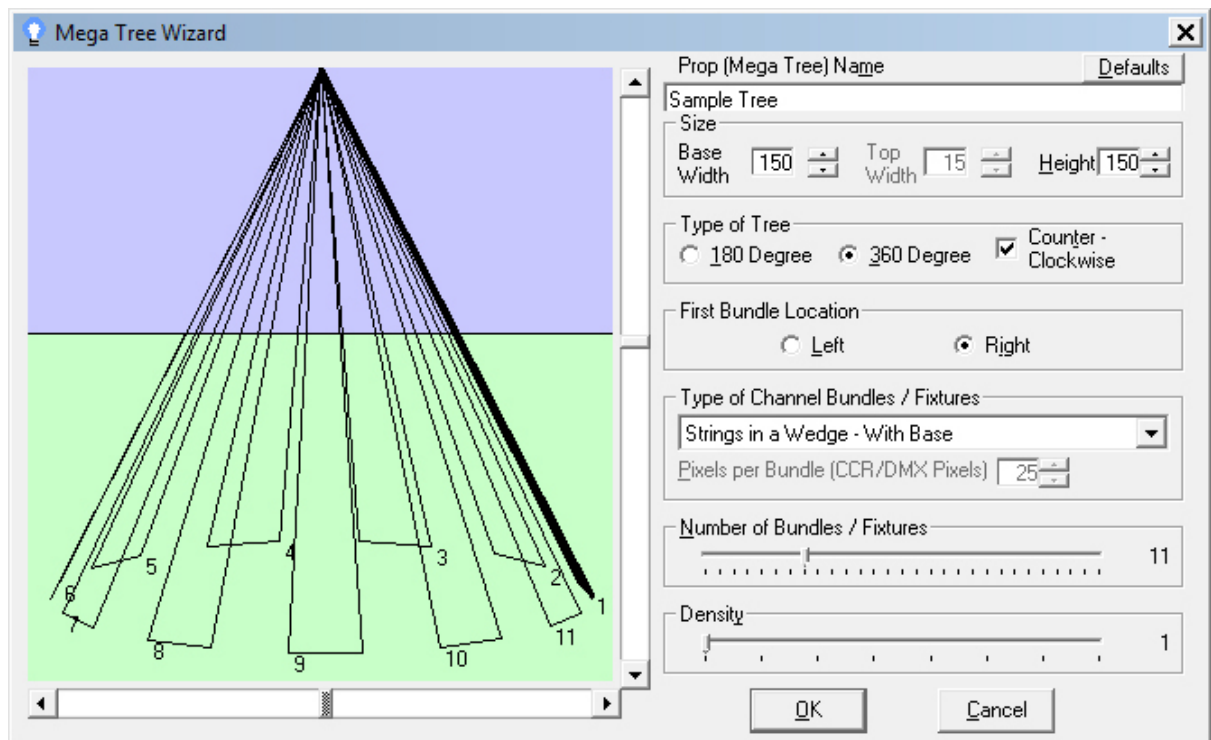 Mega Tree Wizard
Prop (Mega Tree) Name
Defaults
Sample Tree
Size
Base Width
150
Top Width
15
Height
150
Type of Tree
180 Degree
360 Degree
Counter - Clockwise
First Bundle Location
Left
Right
Type of Channel Bundles / Fixtures
Strings in a Wedge - With Base
Pixels per Bundle (CCR/DMX Pixels)
25
Number of Bundles / Fixtures
11
Density
1
OK
Cancel
4
3
5
2
6
1
7
11
8
10
9